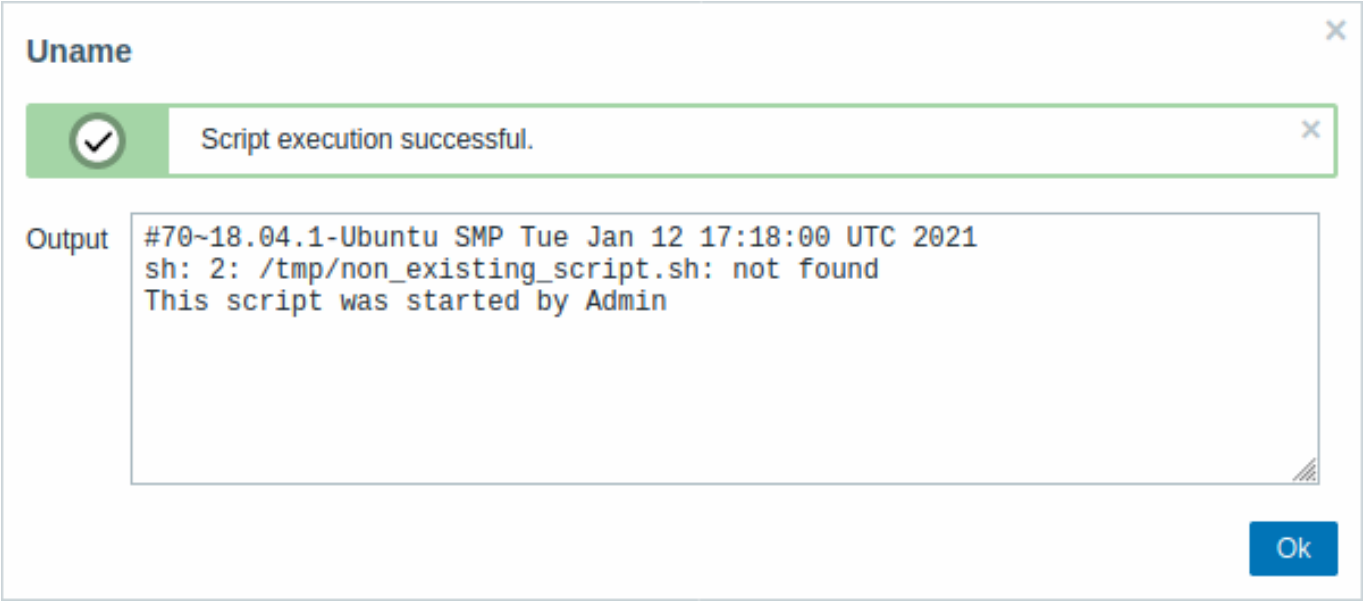 Uname
Script execution successful.
Output
#70~18.04.1-Ubuntu SMP Tue Jan 12 17:18:00 UTC 2021
sh: 2: /tmp/non_existing_script.sh: not found
This script was started by Admin
Ok